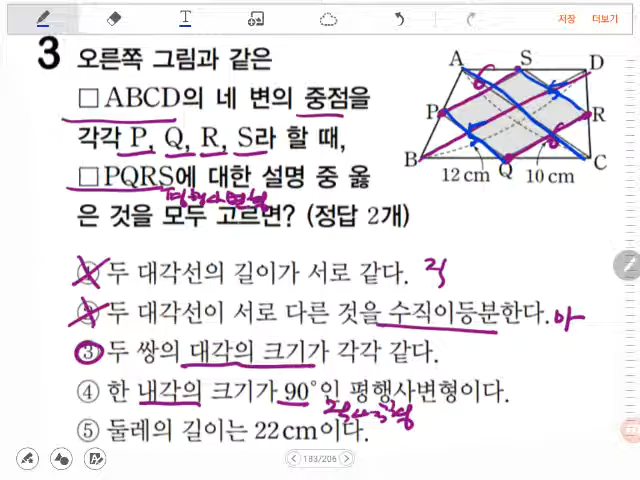 저장 더보기
3 오른쪽 그림과 같은
□ABCD의 네 변의 중점을
각각 P, Q, R, S라 할 때,
□PQRS에 대한 설명 중 옳
평행사변형
은 것을 모두 고르면? (정답 2개)
A S D
P R
B Q C
6 5 5 6
12 cm 10 cm
① 두 대각선의 길이가 서로 같다. 직
② 두 대각선이 서로 다른 것을 수직이등분한다. 마
③ 두 쌍의 대각의 크기가 각각 같다.
④ 한 내각의 크기가 90°인 평행사변형이다.
직사각형
⑤ 둘레의 길이는 22 cm이다.
183/206